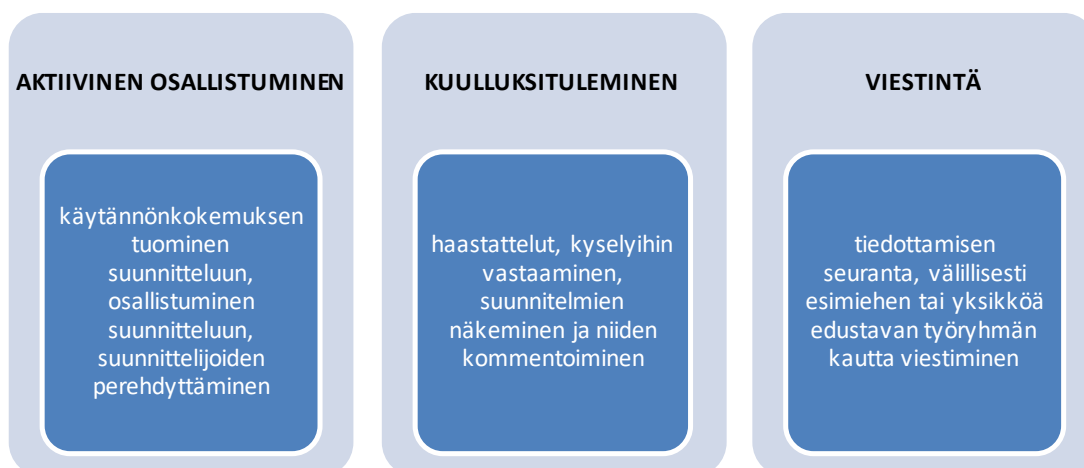 AKTIIVINEN OSALLISTUMINEN
käytännönkokemuksen
tuominen
suunnitteluun,
osallistuminen
suunnitteluun,
suunnittelijoiden
perehdyttäminen
KUULLUKSITULEMINEN
haastattelut, kyselyihin
vastaaminen,
suunnitelmien
näkeminen ja niiden
kommentoiminen
VIESTINTÄ
tiedottamisen
seuranta, välillisesti
esimiehen tai yksikköä
edustavan työryhmän
kautta viestiminen